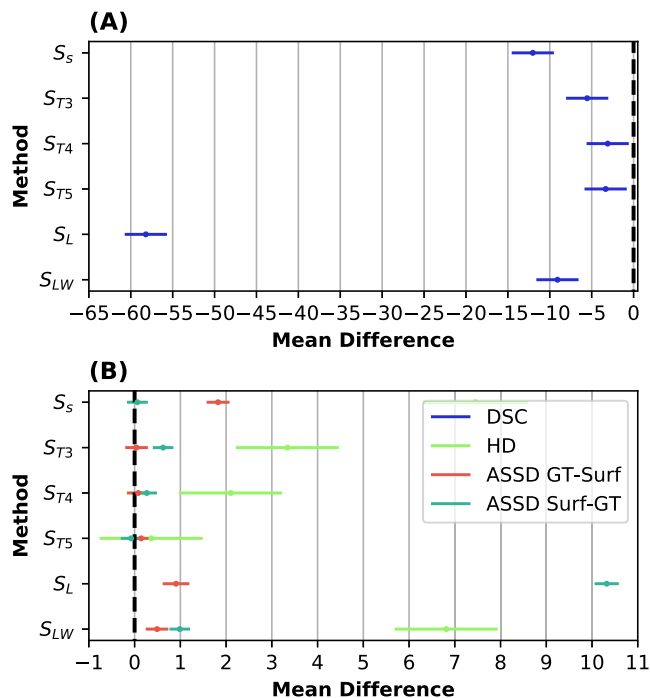 (A)
Method
S_s
S_T3
S_T4
S_T5
S_L
S_LW
−65 −60 −55 −50 −45 −40 −35 −30 −25 −20 −15 −10 −5 0
Mean Difference
(B)
Method
S_s
S_T3
S_T4
S_T5
S_L
S_LW
DSC
HD
ASSD GT-Surf
ASSD Surf-GT
−1 0 1 2 3 4 5 6 7 8 9 10 11
Mean Difference